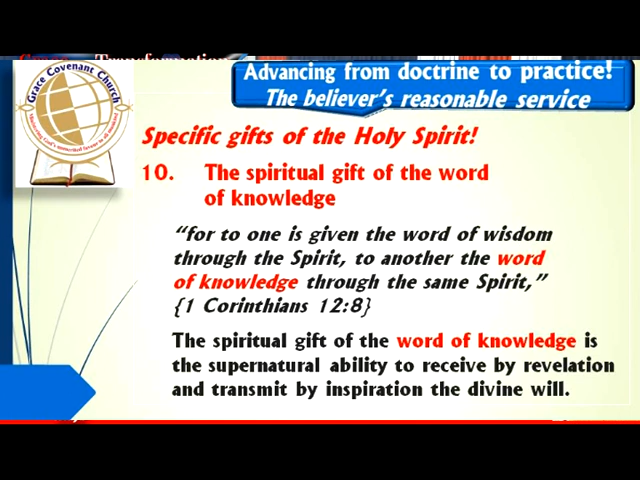 Grace Covenant Church
Advancing from doctrine to practice!
The believer's reasonable service
Specific gifts of the Holy Spirit!
10. The spiritual gift of the word
of knowledge
“for to one is given the word of wisdom
through the Spirit, to another the word
of knowledge through the same Spirit,”
{1 Corinthians 12:8}
The spiritual gift of the word of knowledge is
the supernatural ability to receive by revelation
and transmit by inspiration the divine will.